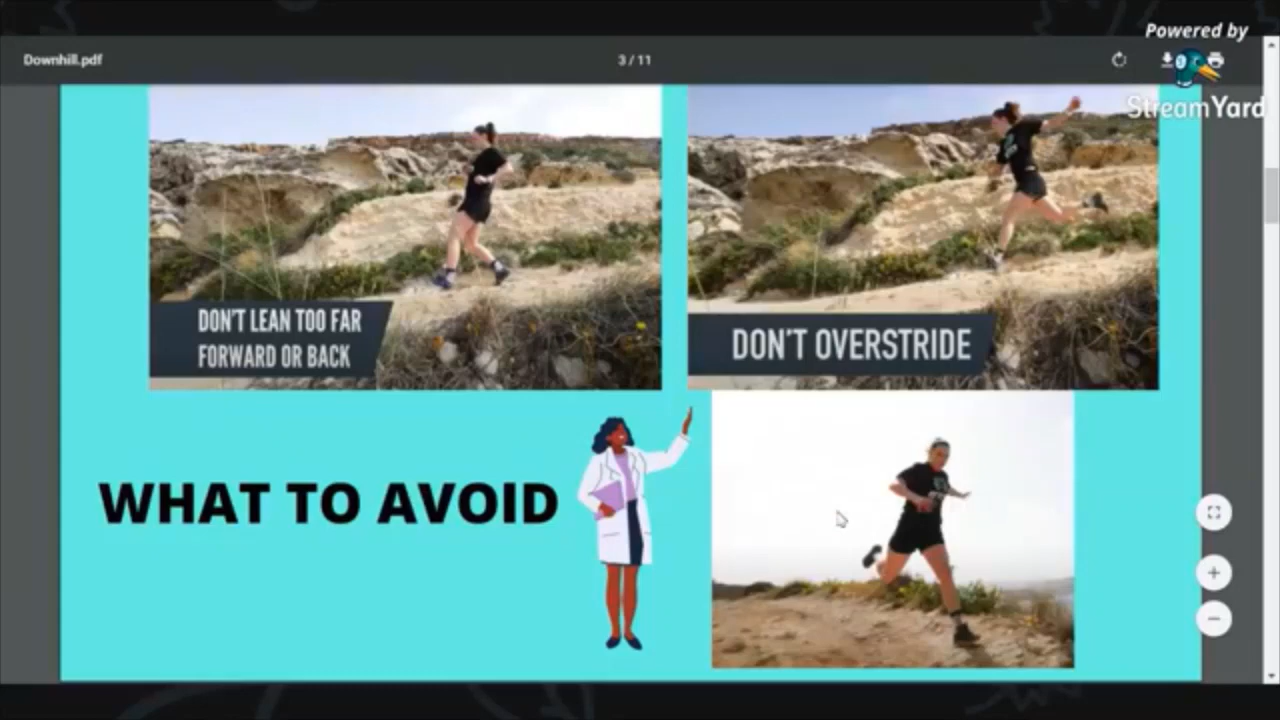 Powered by
StreamYard
Downhill.pdf
3 / 11
DON'T LEAN TOO FAR
FORWARD OR BACK
DON'T OVERSTRIDE
WHAT TO AVOID